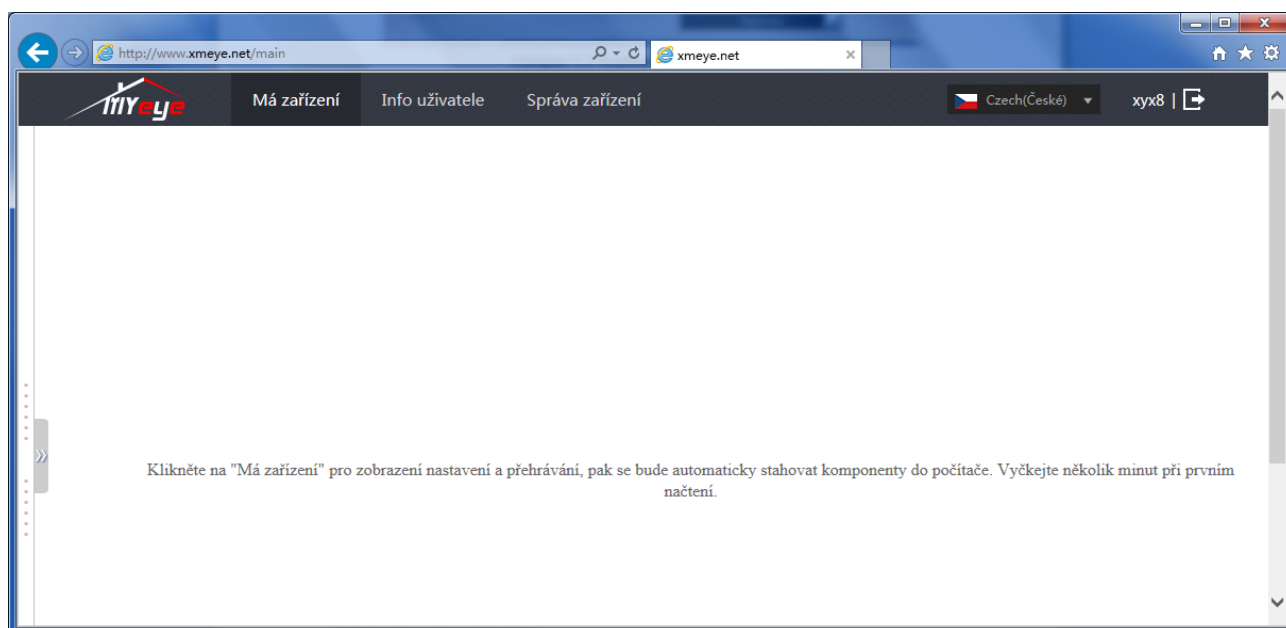 http://www.xmeye.net/main
xmeye.net
mYeye
Má zařízení
Info uživatele
Správa zařízení
Czech(České)
xyx8 |
Klikněte na "Má zařízení" pro zobrazení nastavení a přehrávání, pak se bude automaticky stahovat komponenty do počítače. Vyčkejte několik minut při prvním
načtení.